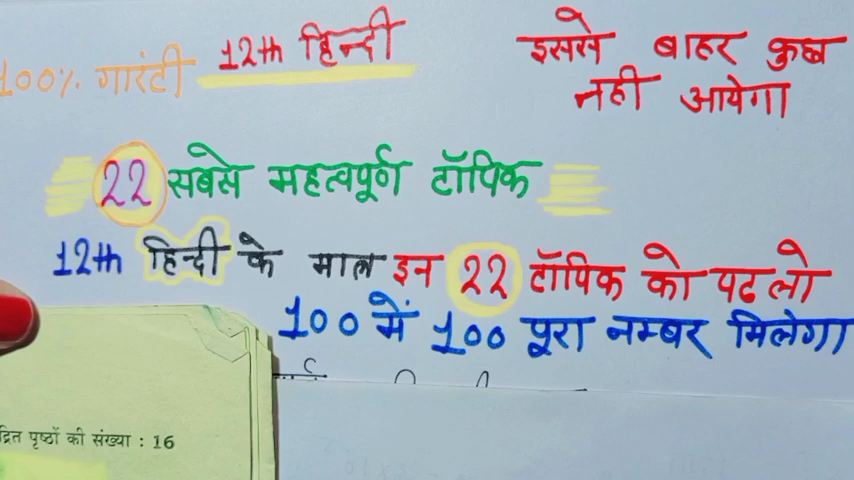 100% गारंटी 12th हिन्दी
इससे बाहर कुछ
नही आयेगा
22 सबसे महत्वपूर्ण टॉपिक
12th हिन्दी के मात्र इन 22 टॉपिक को पढ लो
100 में 100 पूरा नम्बर मिलेगा
द्रित पृष्ठों की संख्या : 16